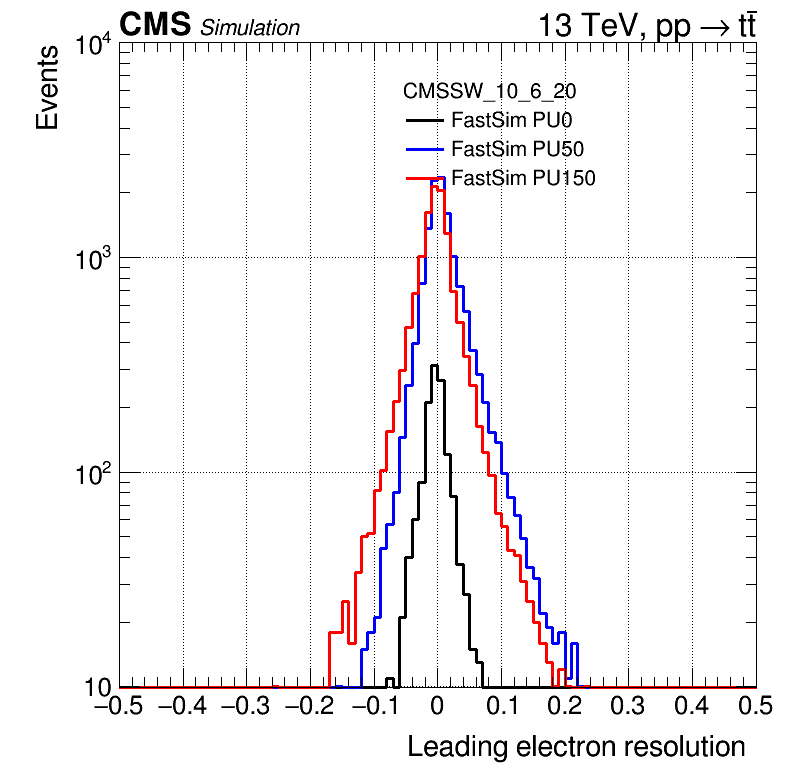 CMS Simulation 13 TeV, pp → tt̄
Events
10⁴
10³
10²
10
CMSSW_10_6_20
FastSim PU0
FastSim PU50
FastSim PU150
−0.5 −0.4 −0.3 −0.2 −0.1 0 0.1 0.2 0.3 0.4 0.5
Leading electron resolution